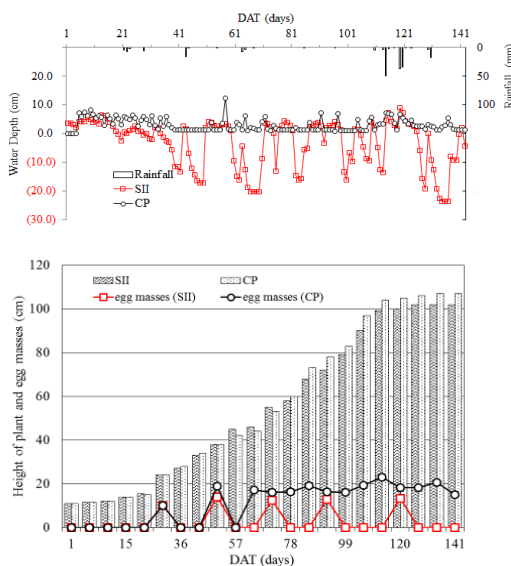 DAT (days)
1 21 41 61 81 101 121 141
20.0
10.0
0.0
(10.0)
(20.0)
(30.0)
Water Depth (cm)
0
50
100
Rainfall (mm)
Rainfall
SII
CP
120
100
80
60
40
20
0
Height of plant and egg masses (cm)
SII CP
egg masses (SII) egg masses (CP)
1 15 36 57 78 99 120 141
DAT (days)